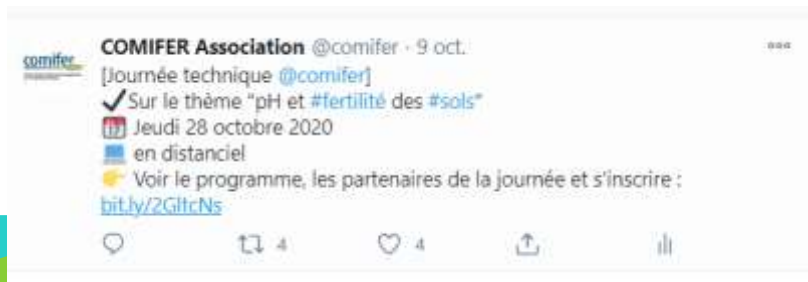 COMIFER Association @comifer · 9 oct.
comifer
[Journée technique @comifer]
✔Sur le thème "pH et #fertilité des #sols"
📅 Jeudi 28 octobre 2020
💻 en distanciel
👉 Voir le programme, les partenaires de la journée et s'inscrire :
bit.ly/2GltcNs
4 4